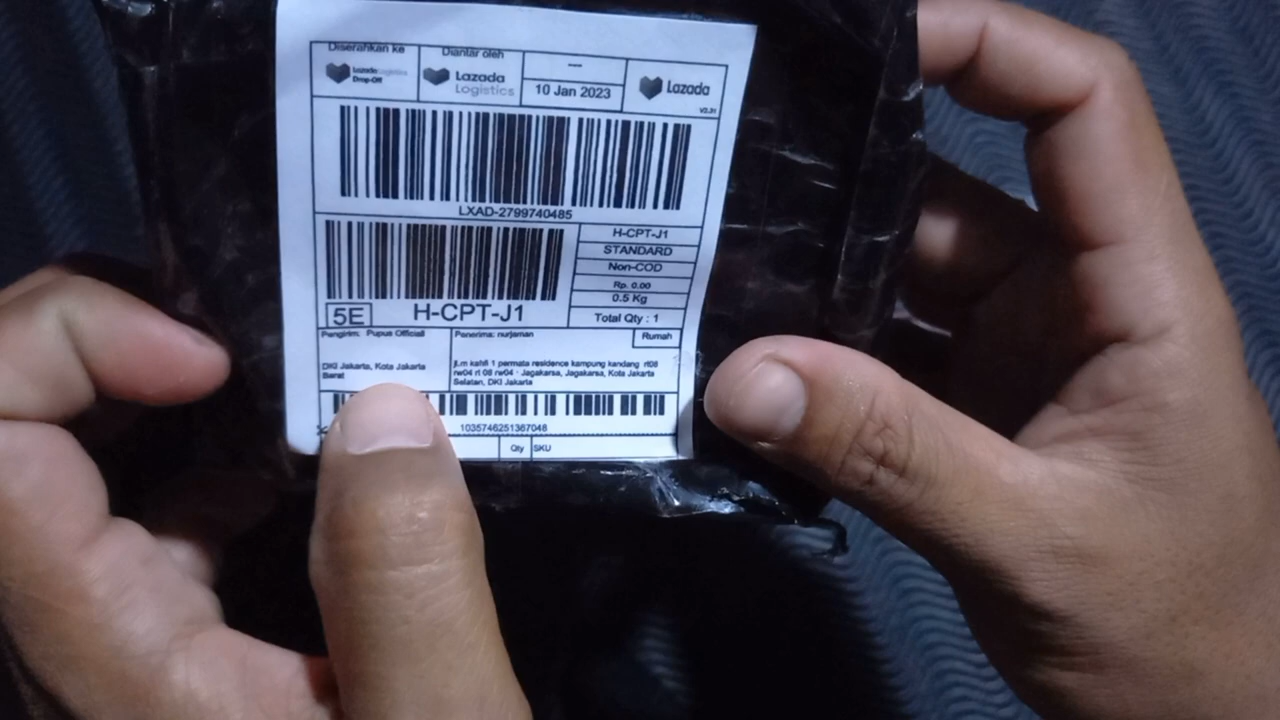 Diserahkan ke
Lazada Logistics
Drop-Off
Diantar oleh
Lazada
Logistics
---
10 Jan 2023
Lazada
LXAD-2799740485
5E
H-CPT-J1
H-CPT-J1
STANDARD
Non-COD
Rp. 0.00
0.5 Kg
Total Qty : 1
Pengirim: Pupus Officiall
DKI Jakarta, Kota Jakarta
Barat
Penerima: nurjaman
Rumah
jl.m kahfi 1 permata residence kampung kandang rt08
rw04 rt 08 rw04 - Jagakarsa, Jagakarsa, Kota Jakarta
Selatan, DKI Jakarta
1035746251367048
Qty
SKU